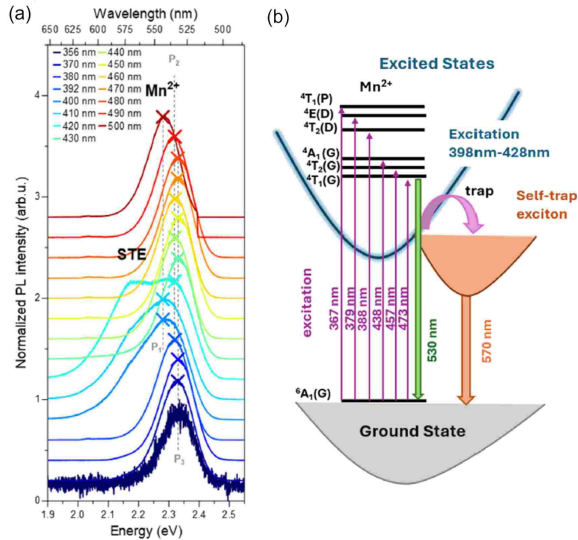 (a)
Wavelength (nm)
650 600 570 540 520 500
356 nm 440 nm
370 nm 450 nm
380 nm 460 nm
392 nm 470 nm
400 nm 480 nm
410 nm 490 nm
420 nm 500 nm
430 nm
P2
Mn2+
STE
P1
P3
Normalized PL intensity (arb.u.)
4
3
2
1
0
1.9 2.0 2.1 2.2 2.3 2.4 2.5
Energy (eV)
(b)
Excited States
Mn2+
4T1(P)
4E(D)
4T2(D)
4A1(G)
4T2(G)
4T1(G)
Excitation
398nm-428nm
trap
Self-trap
exciton
excitation
367 nm
379 nm
388 nm
438 nm
457 nm
473 nm
530 nm
570 nm
6A1(G)
Ground State